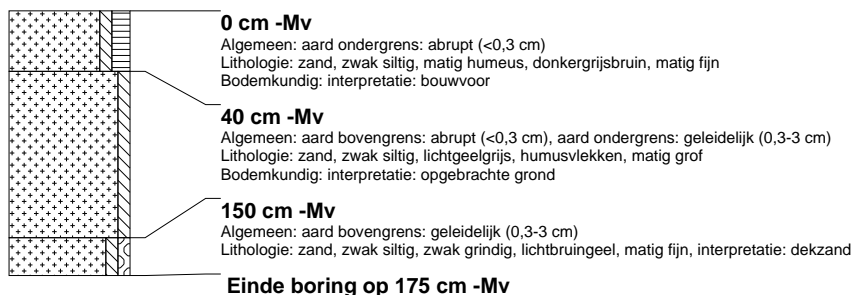 0 cm -Mv
Algemeen: aard ondergrens: abrupt (<0,3 cm)
Lithologie: zand, zwak siltig, matig humeus, donkergrijsbruin, matig fijn
Bodemkundig: interpretatie: bouwvoor
40 cm -Mv
Algemeen: aard bovengrens: abrupt (<0,3 cm), aard ondergrens: geleidelijk (0,3-3 cm)
Lithologie: zand, zwak siltig, lichtgeelgrijs, humusvlekken, matig grof
Bodemkundig: interpretatie: opgebrachte grond
150 cm -Mv
Algemeen: aard bovengrens: geleidelijk (0,3-3 cm)
Lithologie: zand, zwak siltig, zwak grindig, lichtbruingeel, matig fijn, interpretatie: dekzand
Einde boring op 175 cm -Mv